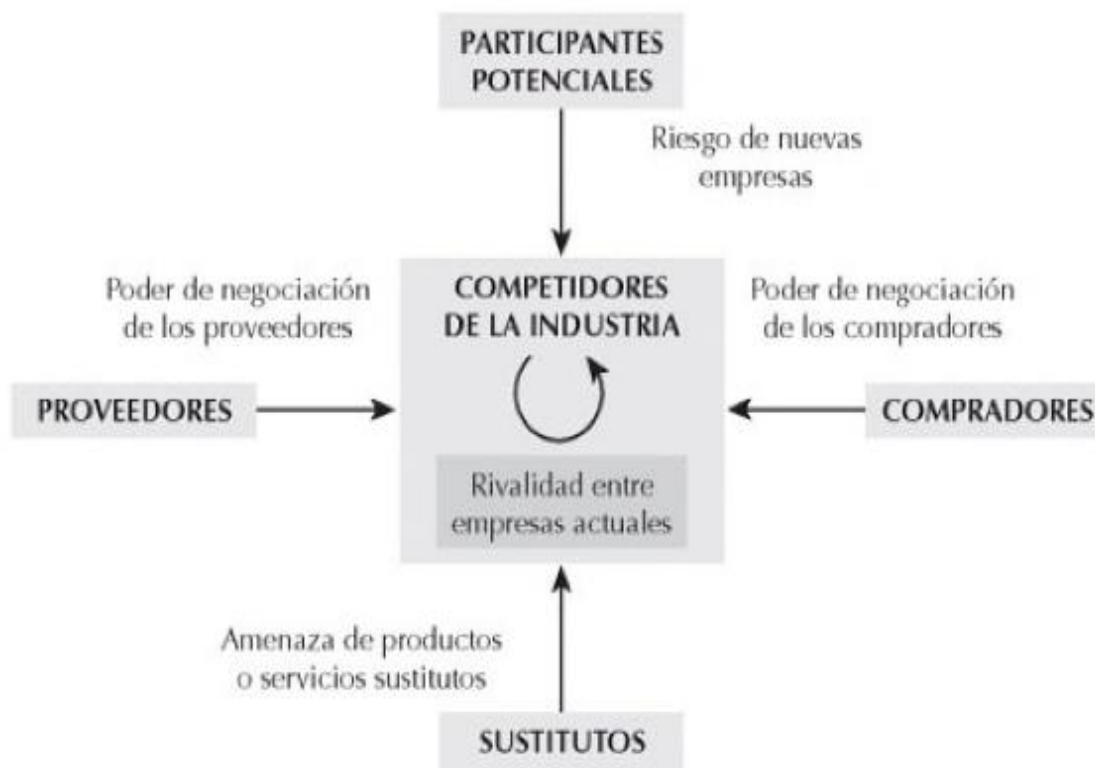 PARTICIPANTES
POTENCIALES
Riesgo de nuevas
empresas
Poder de negociación
de los proveedores
COMPETIDORES
DE LA INDUSTRIA
Poder de negociación
de los compradores
PROVEEDORES
COMPRADORES
Rivalidad entre
empresas actuales
Amenaza de productos
o servicios sustitutos
SUSTITUTOS